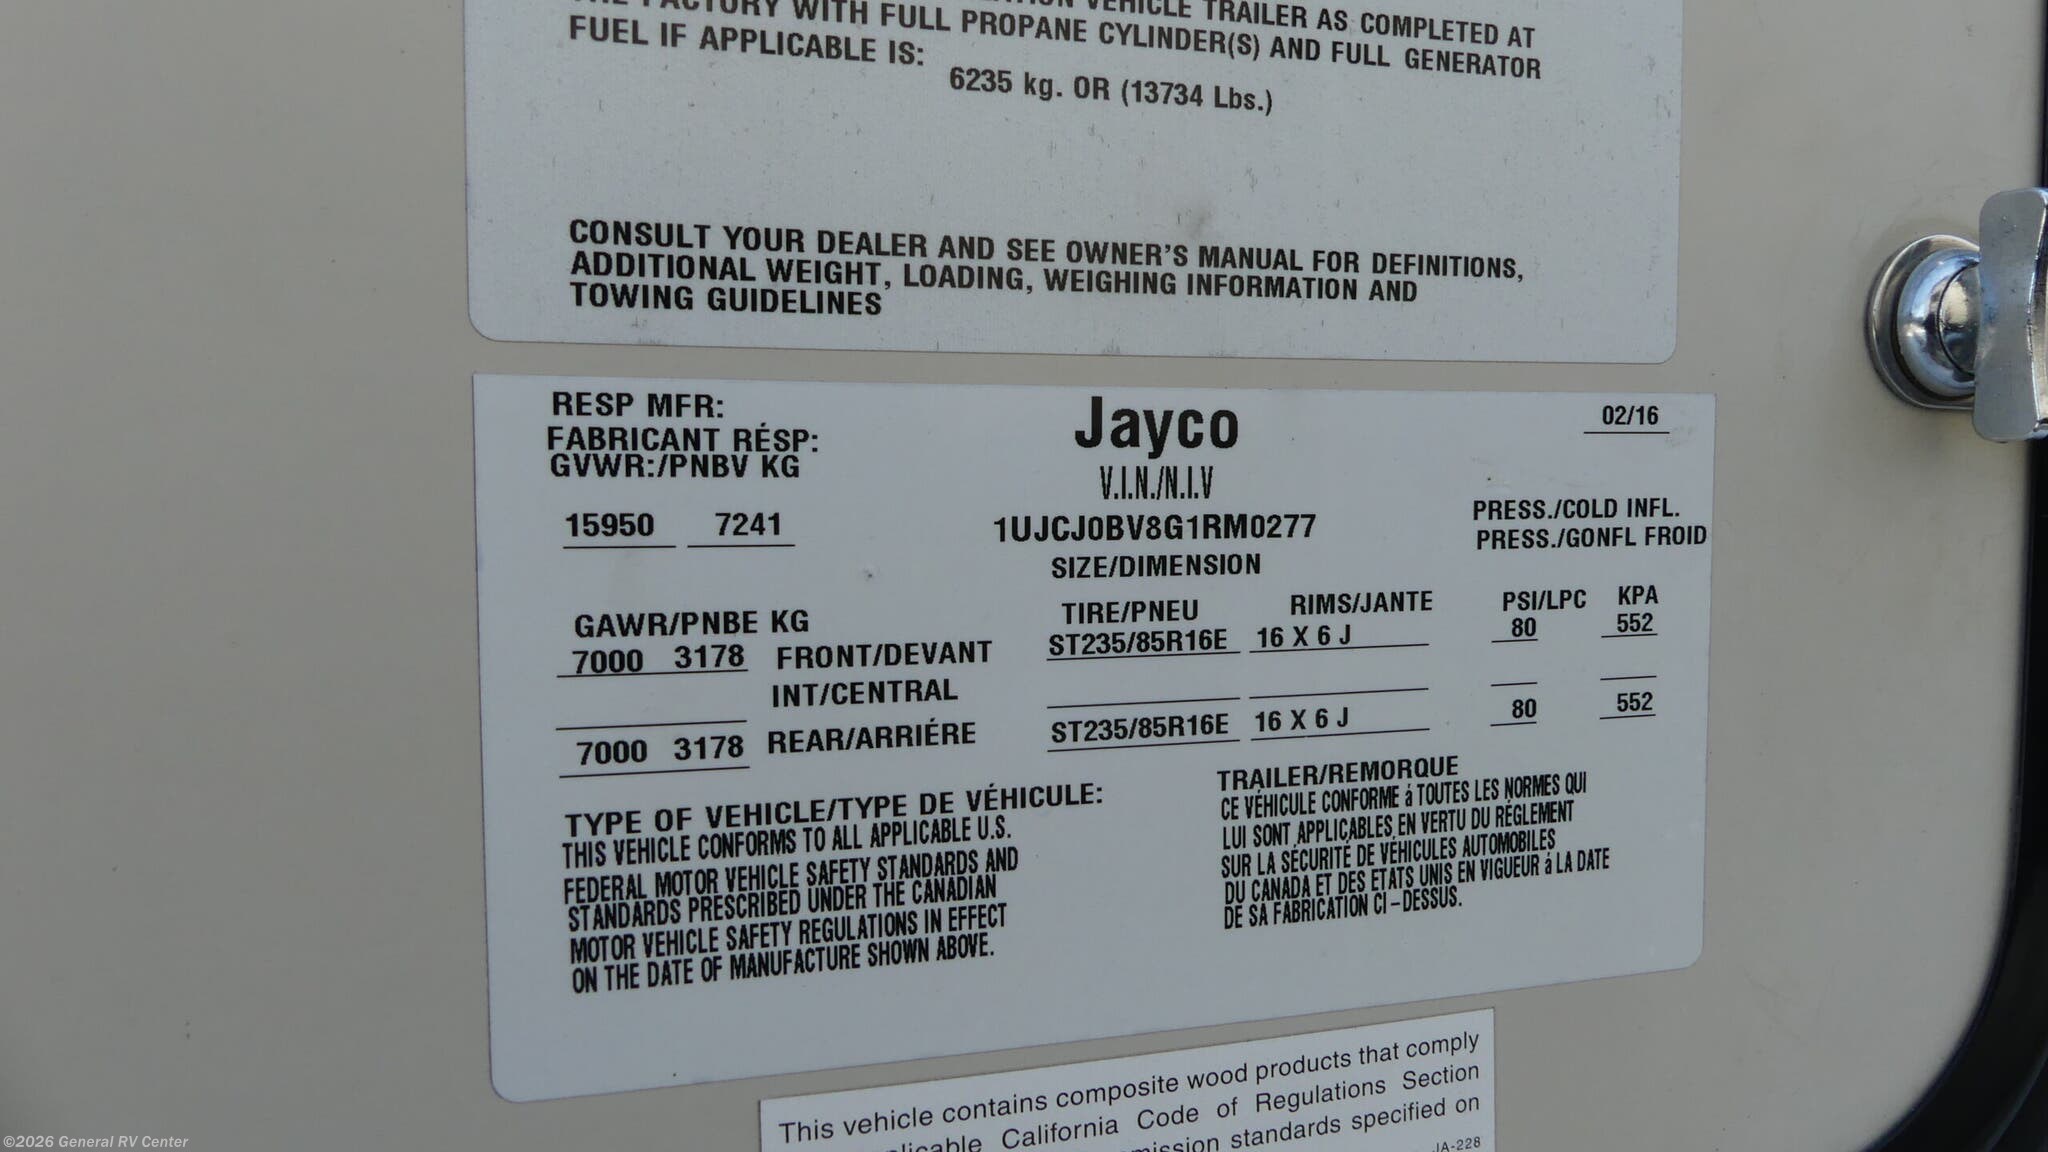 VEHICLE TRAILER AS COMPLETED AT
FACTORY WITH FULL PROPANE CYLINDER(S) AND FULL GENERATOR
FUEL IF APPLICABLE IS:
6235 kg. OR (13734 Lbs.)
CONSULT YOUR DEALER AND SEE OWNER'S MANUAL FOR DEFINITIONS,
ADDITIONAL WEIGHT, LOADING, WEIGHING INFORMATION AND
TOWING GUIDELINES
RESP MFR: Jayco 02/16
FABRICANT RÉSP:
GVWR:/PNBV KG V.I.N./N.I.V
15950 7241 1UJCJ0BV8G1RM0277 PRESS./COLD INFL.
PRESS./GONFL FROID
SIZE/DIMENSION
GAWR/PNBE KG TIRE/PNEU RIMS/JANTE PSI/LPC KPA
7000 3178 FRONT/DEVANT ST235/85R16E 16 X 6 J 80 552
INT/CENTRAL
7000 3178 REAR/ARRIÉRE ST235/85R16E 16 X 6 J 80 552
TYPE OF VEHICLE/TYPE DE VÉHICULE: TRAILER/REMORQUE
THIS VEHICLE CONFORMS TO ALL APPLICABLE U.S.
FEDERAL MOTOR VEHICLE SAFETY STANDARDS AND
STANDARDS PRESCRIBED UNDER THE CANADIAN
MOTOR VEHICLE SAFETY REGULATIONS IN EFFECT
ON THE DATE OF MANUFACTURE SHOWN ABOVE.
CE VÉHICULE CONFORME á TOUTES LES NORMES QUI
LUI SONT APPLICABLES EN VERTU DU RÉGLEMENT
SUR LA SÉCURITÉ DE VÉHICULES AUTOMOBILES
DU CANADA ET DES ETATS UNIS EN VIGUEUR á LA DATE
DE SA FABRICATION CI-DESSUS.
This vehicle contains composite wood products that comply
California Code of Regulations Section
standards specified on
JA-228
©2026 General RV Center